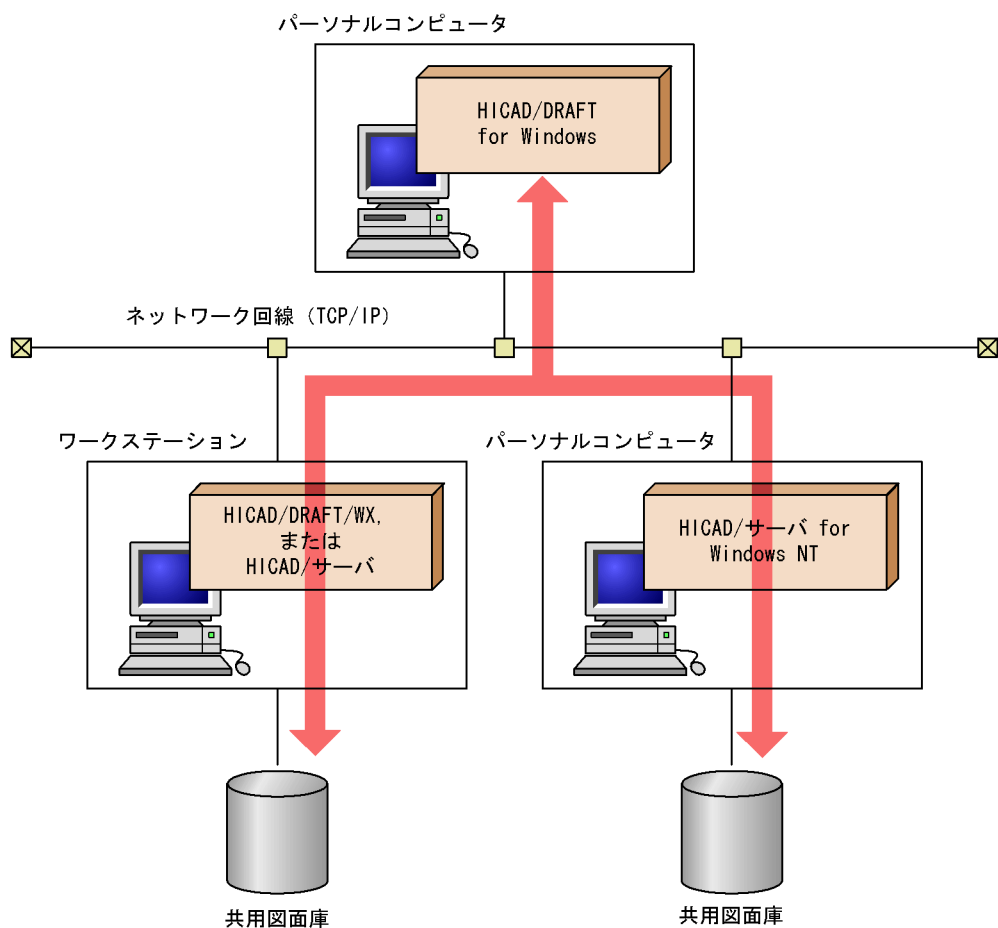 パーソナルコンピュータ
HICAD/DRAFT
for Windows
ネットワーク回線（TCP/IP）
ワークステーション
パーソナルコンピュータ
HICAD/DRAFT/WX,
または
HICAD/サーバ
HICAD/サーバ for
Windows NT
共用図面庫
共用図面庫